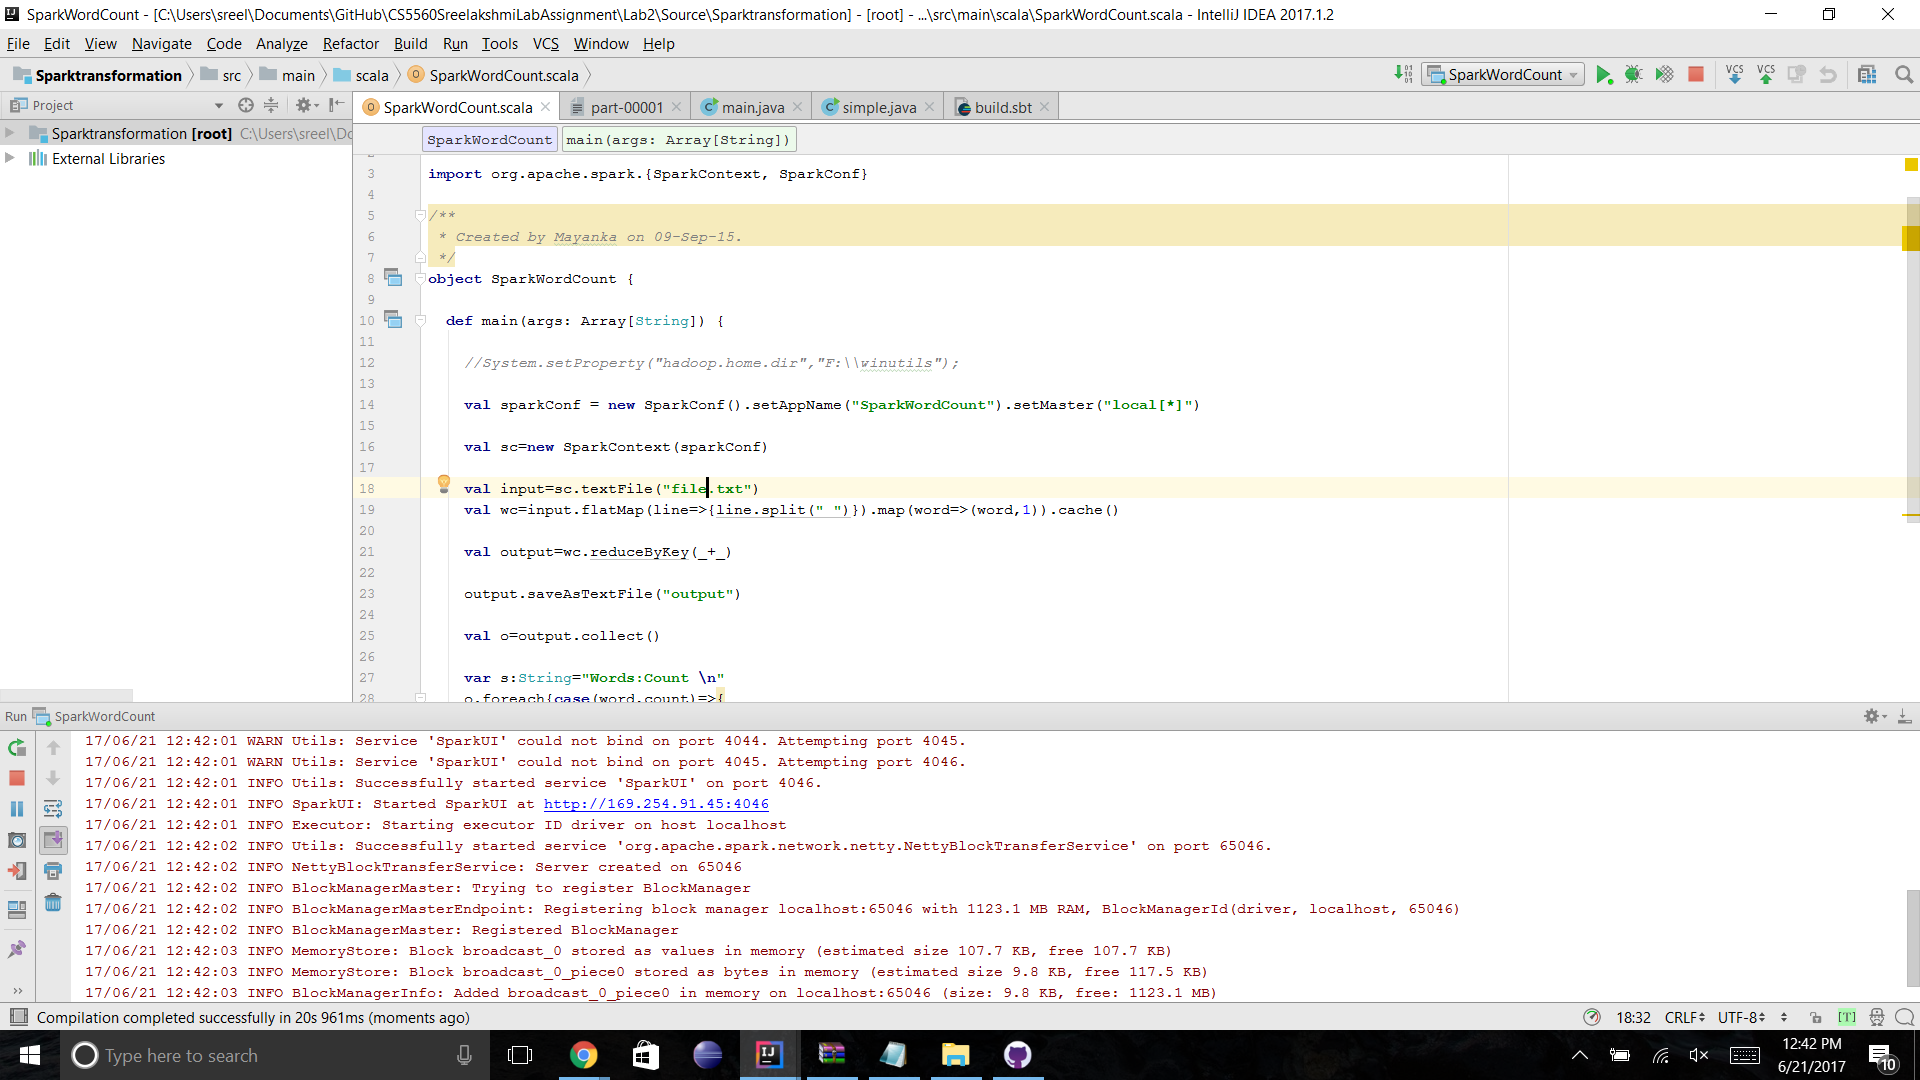 SparkWordCount - [C:\Users\sreel\Documents\GitHub\CS5560SreelakshmiLabAssignment\Lab2\Source\Sparktransformation] - [root] - ...\src\main\scala\SparkWordCount.scala - IntelliJ IDEA 2017.1.2
File Edit View Navigate Code Analyze Refactor Build Run Tools VCS Window Help
Sparktransformation src main scala SparkWordCount.scala SparkWordCount VCS VCS
Project SparkWordCount.scala part-00001 main.java simple.java build.sbt
Sparktransformation [root] C:\Users\sreel\Do
External Libraries
SparkWordCount main(args: Array[String])
3 import org.apache.spark.{SparkContext, SparkConf}
4
5 /**
6 * Created by Mayanka on 09-Sep-15.
7 */
8 object SparkWordCount {
9
10 def main(args: Array[String]) {
11
12 //System.setProperty("hadoop.home.dir","F:\\winutils");
13
14 val sparkConf = new SparkConf().setAppName("SparkWordCount").setMaster("local[*]")
15
16 val sc=new SparkContext(sparkConf)
17
18 val input=sc.textFile("file.txt")
19 val wc=input.flatMap(line=>{line.split(" ")}).map(word=>(word,1)).cache()
20
21 val output=wc.reduceByKey(_+_)
22
23 output.saveAsTextFile("output")
24
25 val o=output.collect()
26
27 var s:String="Words:Count \n"
28 o.foreach{case(word,count)=>{
Run SparkWordCount
17/06/21 12:42:01 WARN Utils: Service 'SparkUI' could not bind on port 4044. Attempting port 4045.
17/06/21 12:42:01 WARN Utils: Service 'SparkUI' could not bind on port 4045. Attempting port 4046.
17/06/21 12:42:01 INFO Utils: Successfully started service 'SparkUI' on port 4046.
17/06/21 12:42:01 INFO SparkUI: Started SparkUI at http://169.254.91.45:4046
17/06/21 12:42:01 INFO Executor: Starting executor ID driver on host localhost
17/06/21 12:42:02 INFO Utils: Successfully started service 'org.apache.spark.network.netty.NettyBlockTransferService' on port 65046.
17/06/21 12:42:02 INFO NettyBlockTransferService: Server created on 65046
17/06/21 12:42:02 INFO BlockManagerMaster: Trying to register BlockManager
17/06/21 12:42:02 INFO BlockManagerMasterEndpoint: Registering block manager localhost:65046 with 1123.1 MB RAM, BlockManagerId(driver, localhost, 65046)
17/06/21 12:42:02 INFO BlockManagerMaster: Registered BlockManager
17/06/21 12:42:03 INFO MemoryStore: Block broadcast_0 stored as values in memory (estimated size 107.7 KB, free 107.7 KB)
17/06/21 12:42:03 INFO MemoryStore: Block broadcast_0_piece0 stored as bytes in memory (estimated size 9.8 KB, free 117.5 KB)
17/06/21 12:42:03 INFO BlockManagerInfo: Added broadcast_0_piece0 in memory on localhost:65046 (size: 9.8 KB, free: 1123.1 MB)
Compilation completed successfully in 20s 961ms (moments ago) 18:32 CRLF UTF-8 [T]
Type here to search 12:42 PM
6/21/2017 10